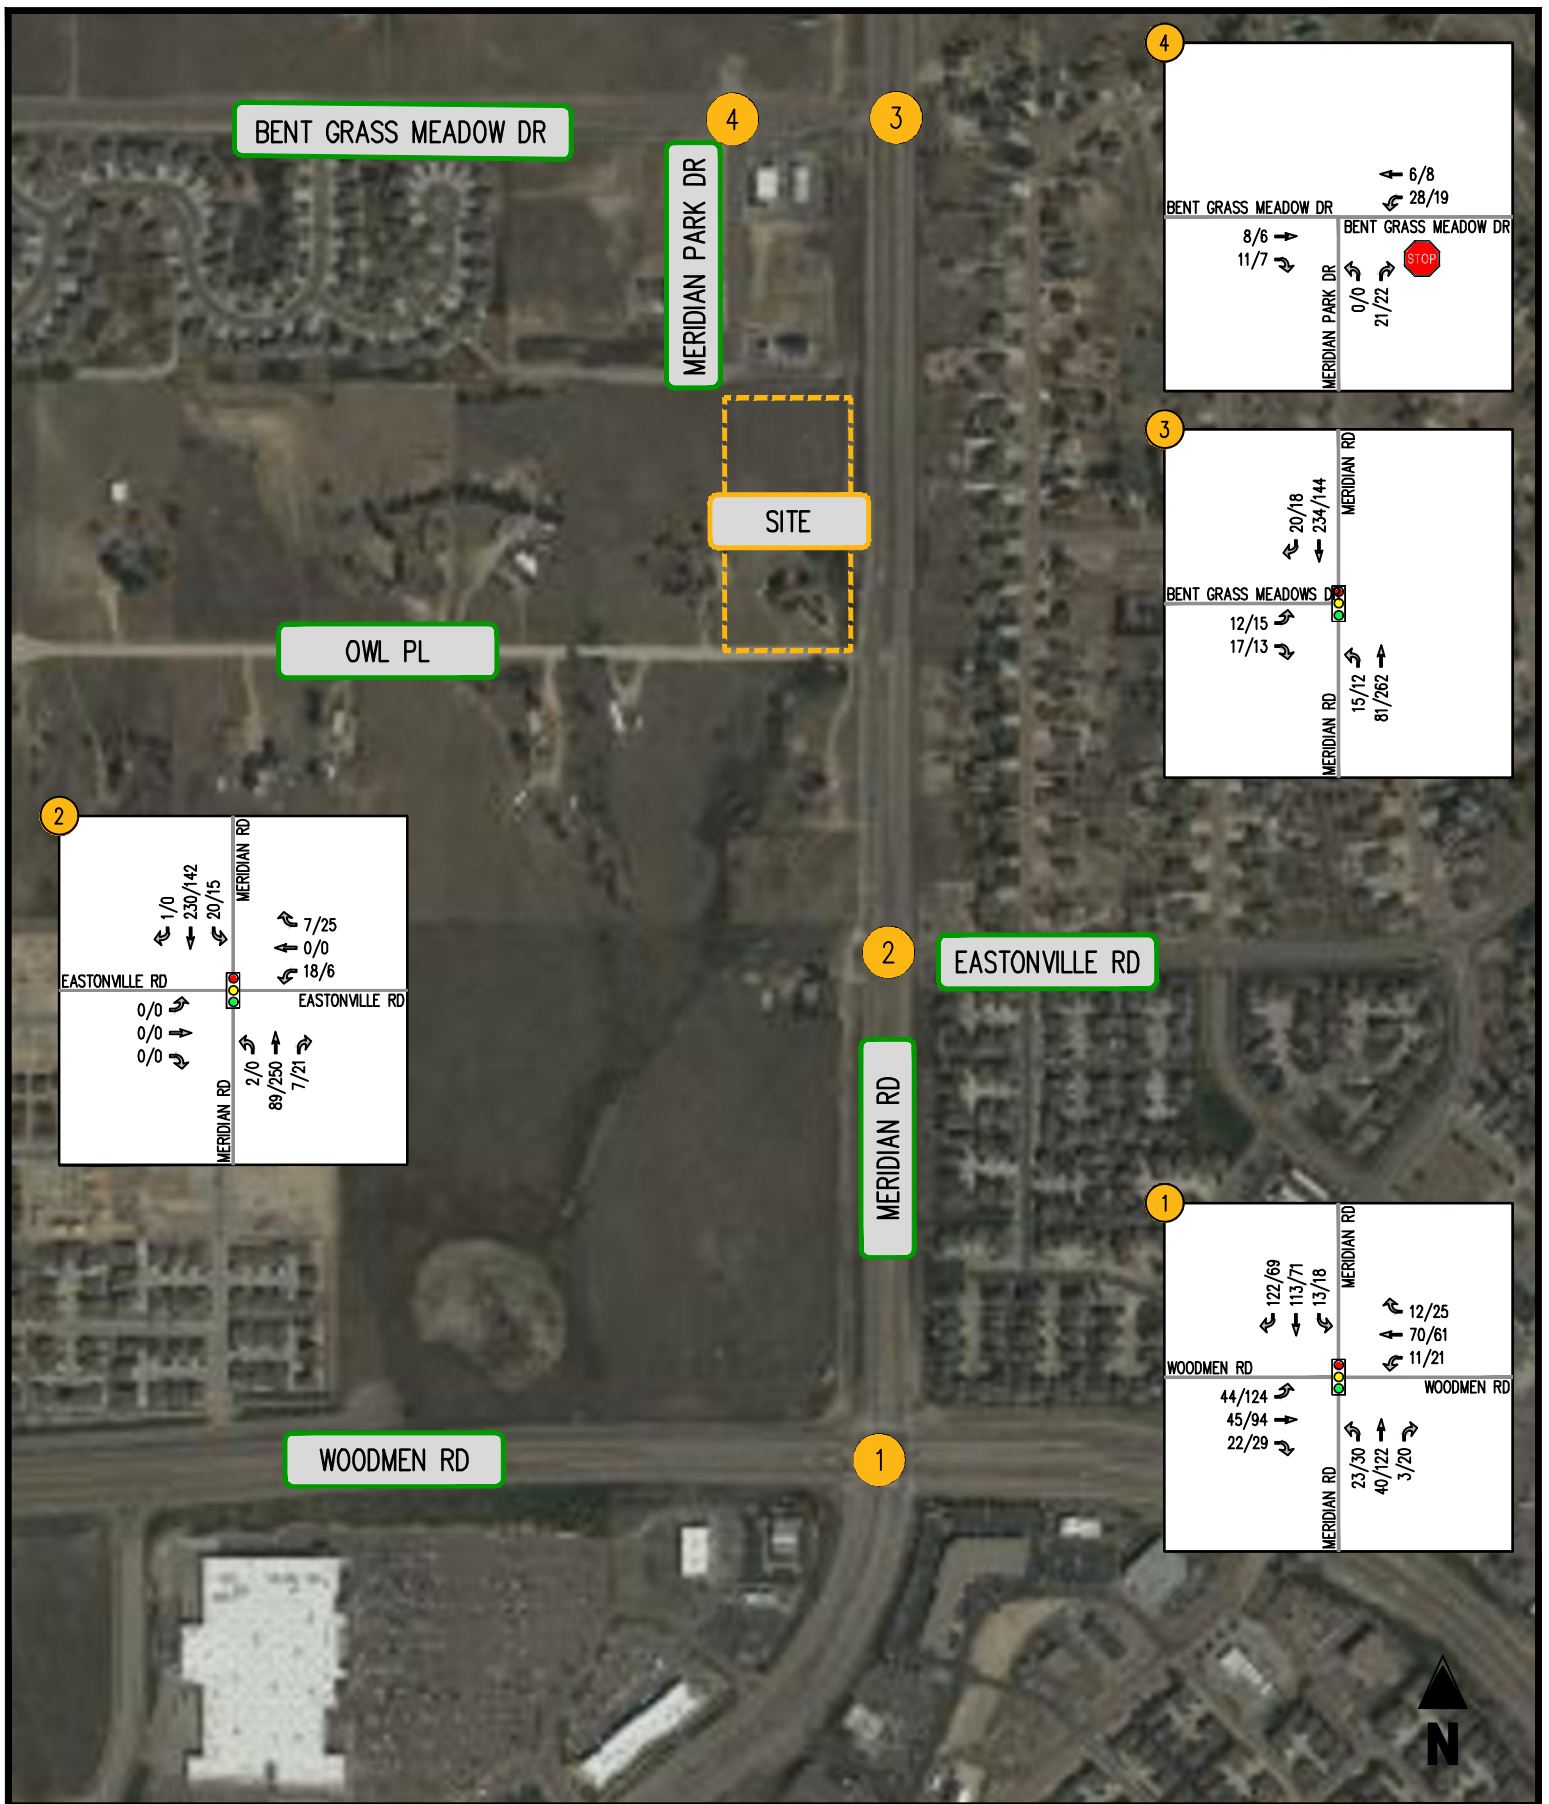 4
BENT GRASS MEADOW DR
4
3
MERIDIAN PARK DR
6/8
28/19
BENT GRASS MEADOW DR
BENT GRASS MEADOW DR
8/6
11/7
STOP
MERIDIAN PARK DR
0/0
21/22
3
MERIDIAN RD
20/18
234/144
SITE
BENT GRASS MEADOWS DR
12/15
17/13
OWL PL
MERIDIAN RD
15/12
81/262
2
MERIDIAN RD
1/0
230/142
20/15
7/25
0/0
18/6
EASTONVILLE RD
EASTONVILLE RD
0/0
0/0
0/0
MERIDIAN RD
2/0
89/250
7/21
2
EASTONVILLE RD
MERIDIAN RD
1
MERIDIAN RD
122/69
113/71
13/18
12/25
70/61
11/21
WOODMEN RD
WOODMEN RD
44/124
45/94
22/29
MERIDIAN RD
23/30
40/122
3/20
WOODMEN RD
1
N